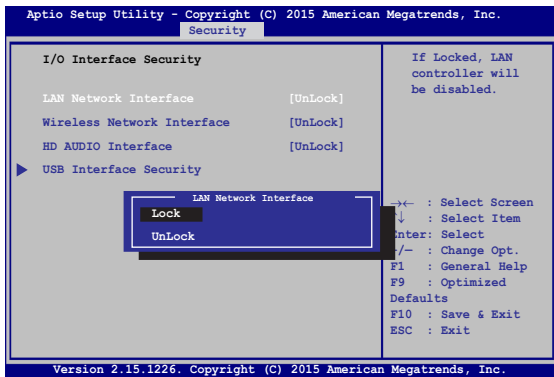 Aptio Setup Utility - Copyright (C) 2015 American Megatrends, Inc.
Security
I/O Interface Security
LAN Network Interface [UnLock]
Wireless Network Interface [UnLock]
HD AUDIO Interface [UnLock]
USB Interface Security
LAN Network Interface
Lock
UnLock
If Locked, LAN
controller will
be disabled.
→← : Select Screen
↓ : Select Item
Enter: Select
/— : Change Opt.
F1 : General Help
F9 : Optimized
Defaults
F10 : Save & Exit
ESC : Exit
Version 2.15.1226. Copyright (C) 2015 American Megatrends, Inc.